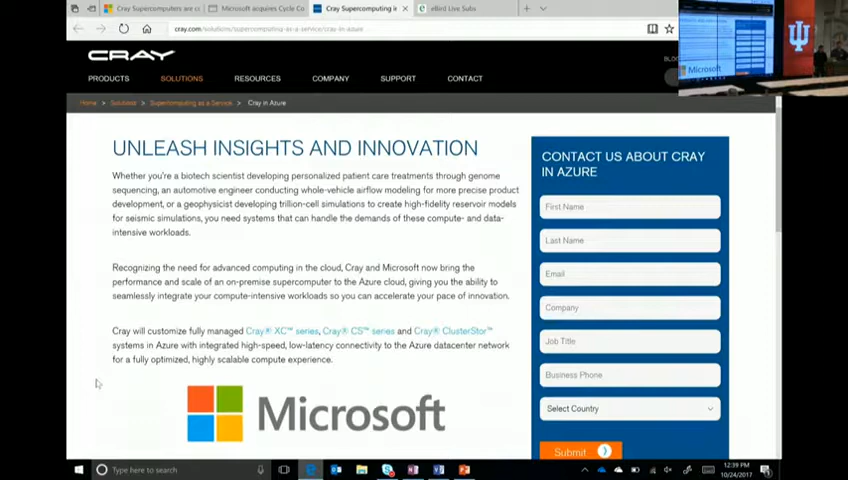 Cray Supercomputers are co
Microsoft acquires Cycle Co
Cray Supercomputing i
eBird Live Subs
cray.com/solutions/supercomputing-as-a-service/cray-in-azure
CRAY
BLOG
PRODUCTS
SOLUTIONS
RESOURCES
COMPANY
SUPPORT
CONTACT
Home > Solutions > Supercomputing as a Service > Cray in Azure
UNLEASH INSIGHTS AND INNOVATION
Whether you're a biotech scientist developing personalized patient care treatments through genome
sequencing, an automotive engineer conducting whole-vehicle airflow modeling for more precise product
development, or a geophysicist developing trillion-cell simulations to create high-fidelity reservoir models
for seismic simulations, you need systems that can handle the demands of these compute- and data-
intensive workloads.
Recognizing the need for advanced computing in the cloud, Cray and Microsoft now bring the
performance and scale of an on-premise supercomputer to the Azure cloud, giving you the ability to
seamlessly integrate your compute-intensive workloads so you can accelerate your pace of innovation.
Cray will customize fully managed Cray® XC™ series, Cray® CS™ series and Cray® ClusterStor™
systems in Azure with integrated high-speed, low-latency connectivity to the Azure datacenter network
for a fully optimized, highly scalable compute experience.
Microsoft
CONTACT US ABOUT CRAY
IN AZURE
First Name
Last Name
Email
Company
Job Title
Business Phone
Select Country
Submit
Microsoft
Type here to search
12:39 PM
10/24/2017